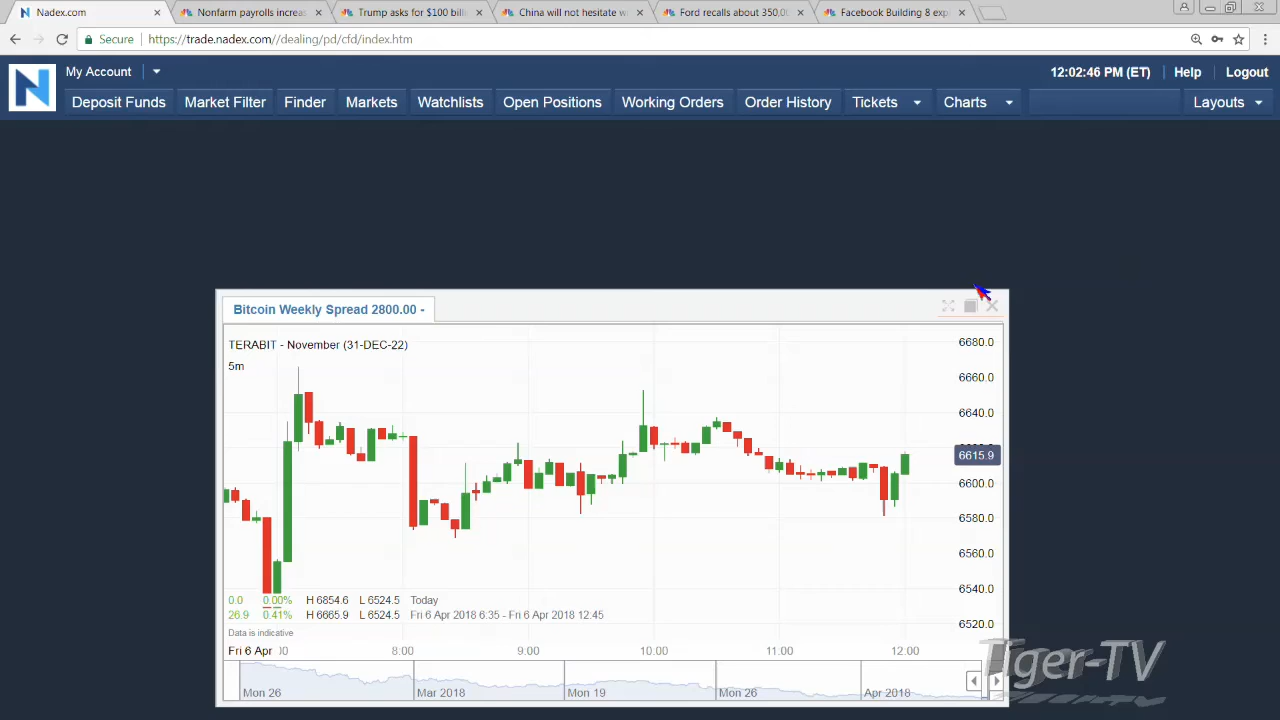 Nadex.com
Nonfarm payrolls increas
Trump asks for $100 billi
China will not hesitate w
Ford recalls about 350,00
Facebook Building 8 exp
Secure https://trade.nadex.com//dealing/pd/cfd/index.htm
My Account
12:02:46 PM (ET) Help Logout
Deposit Funds Market Filter Finder Markets Watchlists Open Positions Working Orders Order History Tickets Charts Layouts
Bitcoin Weekly Spread 2800.00 -
TERABIT - November (31-DEC-22)
5m
6680.0
6660.0
6640.0
6615.9
6600.0
6580.0
6560.0
6540.0
6520.0
0.0 0.00% H 6854.6 L 6524.5 Today
26.9 0.41% H 6665.9 L 6524.5 Fri 6 Apr 2018 6:35 - Fri 6 Apr 2018 12:45
Data is indicative
Fri 6 Apr 8:00 9:00 10:00 11:00 12:00
Mon 26 Mar 2018 Mon 19 Mon 26 Apr 2018
Tiger-TV